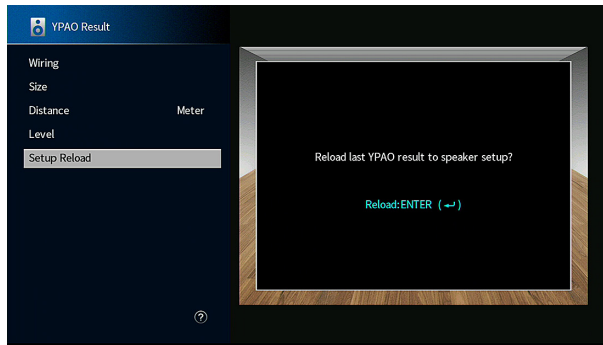 YPAO Result
Wiring
Size
Distance Meter
Level
Setup Reload
Reload last YPAO result to speaker setup?
Reload:ENTER (↵)
?